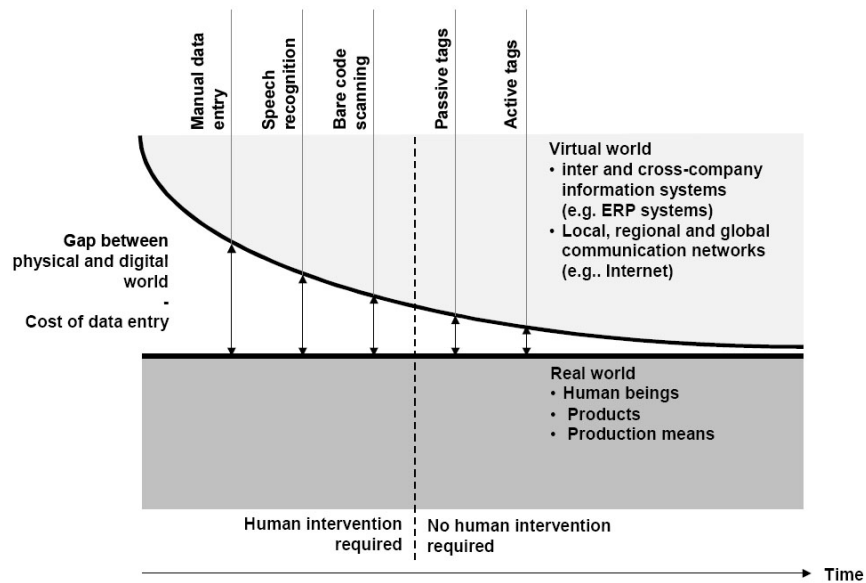 Manual data
entry
Speech
recognition
Bare code
scanning
Passive tags
Active tags
Virtual world
• inter and cross-company
information systems
(e.g. ERP systems)
• Local, regional and global
communication networks
(e.g.. Internet)
Gap between
physical and digital
world
-
Cost of data entry
Real world
• Human beings
• Products
• Production means
Human intervention
required
No human intervention
required
Time